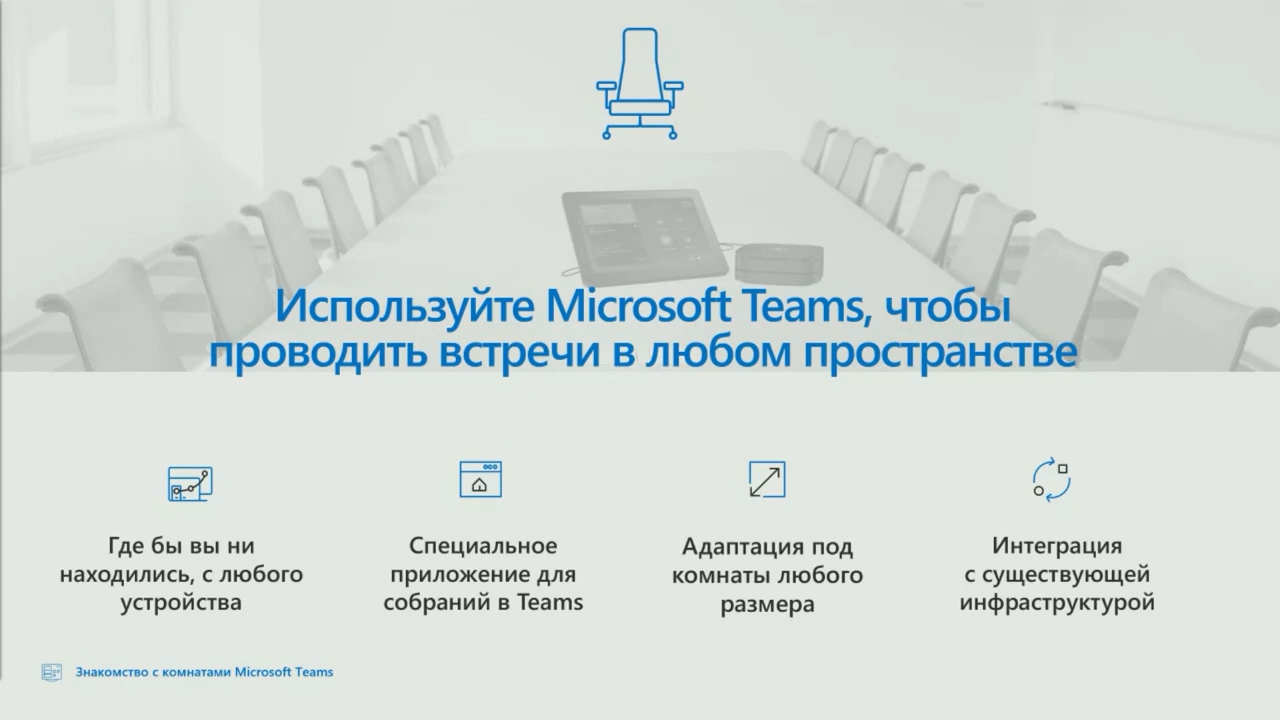 Используйте Microsoft Teams, чтобы
проводить встречи в любом пространстве
Где бы вы ни
находились, с любого
устройства
Специальное
приложение для
собраний в Teams
Адаптация под
комнаты любого
размера
Интеграция
с существующей
инфраструктурой
Знакомство с комнатами Microsoft Teams